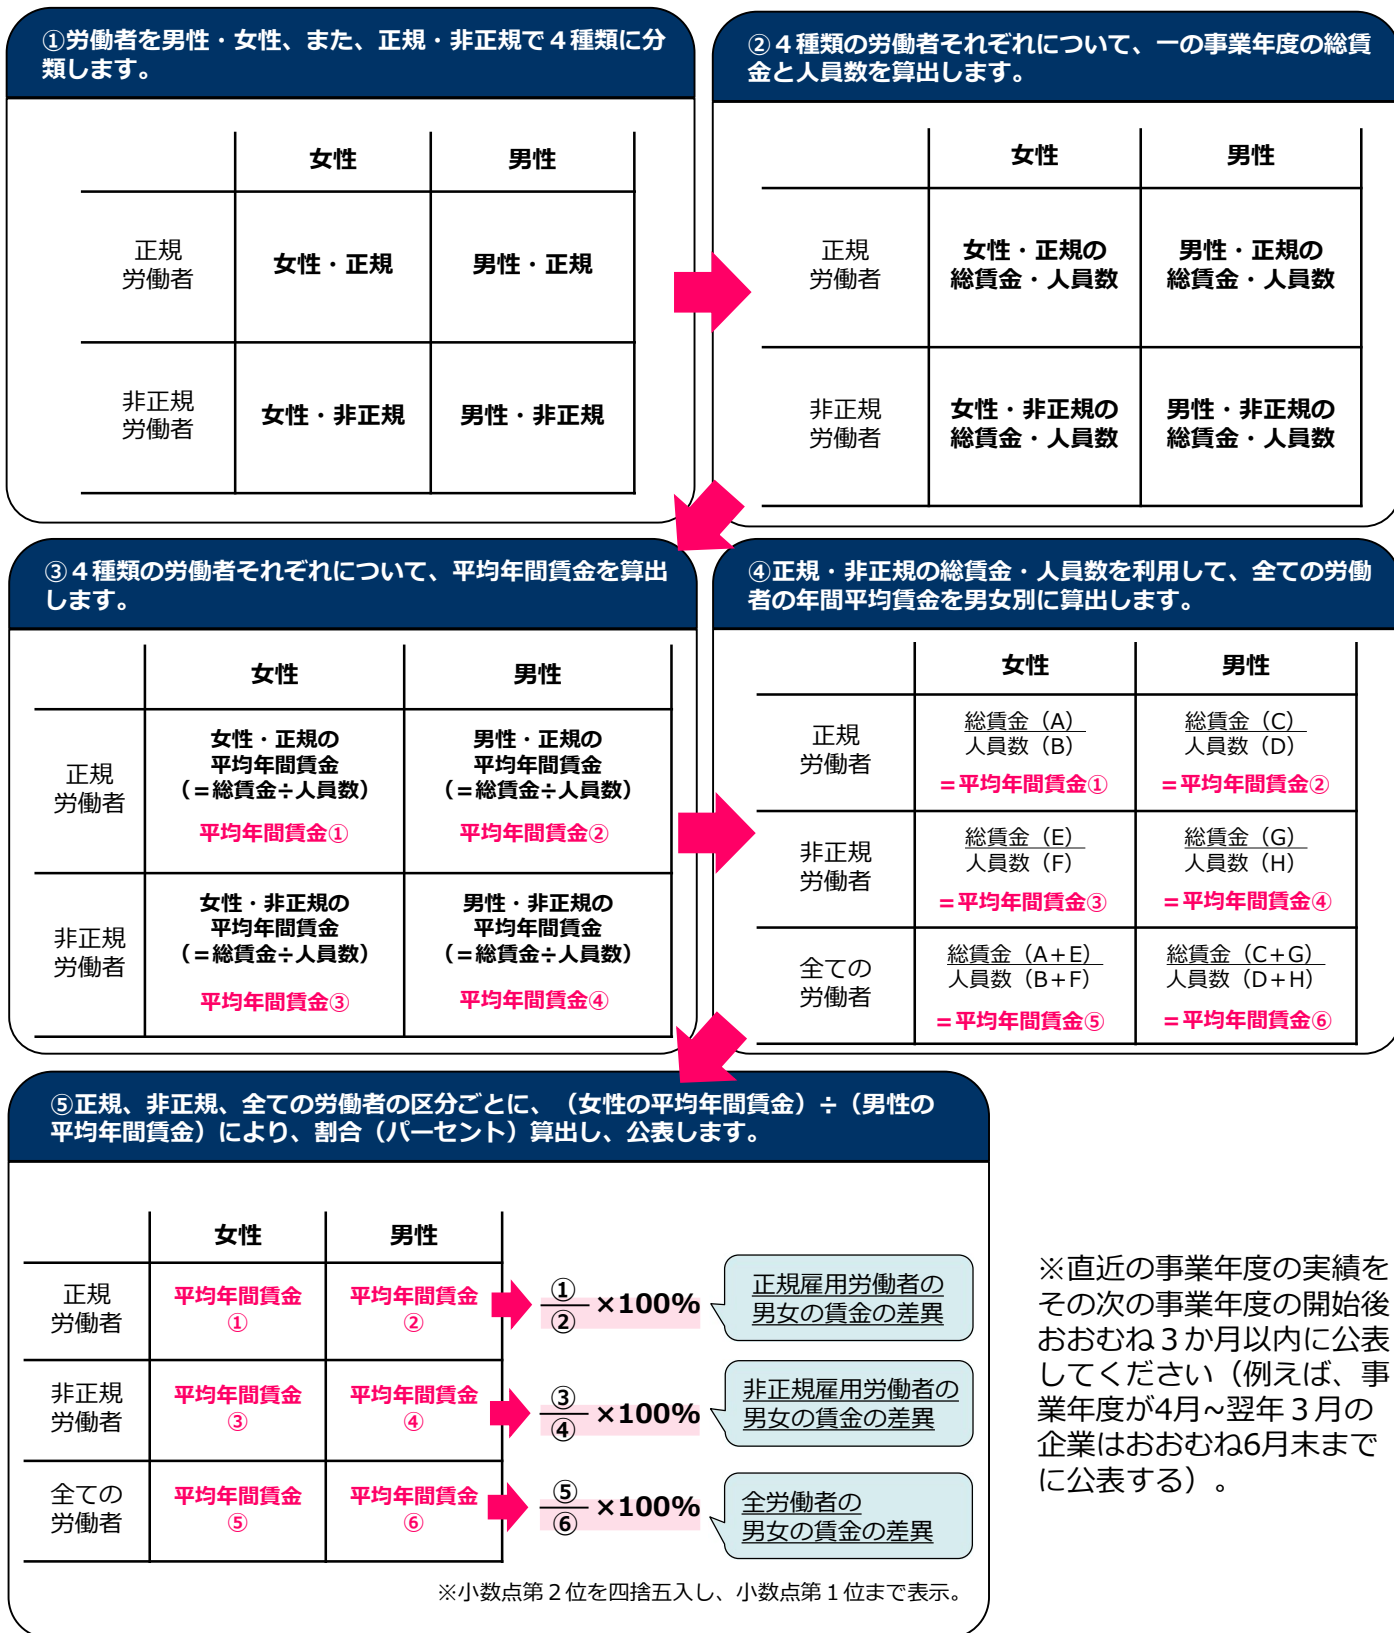 ①労働者を男性・女性、また、正規・非正規で４種類に分
類します。
女性
男性
正規
労働者
女性・正規
男性・正規
非正規
労働者
女性・非正規
男性・非正規
②４種類の労働者それぞれについて、一の事業年度の総賃
金と人員数を算出します。
女性
男性
正規
労働者
女性・正規の
総賃金・人員数
男性・正規の
総賃金・人員数
非正規
労働者
女性・非正規の
総賃金・人員数
男性・非正規の
総賃金・人員数
③４種類の労働者それぞれについて、平均年間賃金を算出
します。
女性
男性
正規
労働者
女性・正規の
平均年間賃金
（＝総賃金÷人員数）
平均年間賃金①
男性・正規の
平均年間賃金
（＝総賃金÷人員数）
平均年間賃金②
非正規
労働者
女性・非正規の
平均年間賃金
（＝総賃金÷人員数）
平均年間賃金③
男性・非正規の
平均年間賃金
（＝総賃金÷人員数）
平均年間賃金④
④正規・非正規の総賃金・人員数を利用して、全ての労働
者の年間平均賃金を男女別に算出します。
女性
男性
正規
労働者
総賃金（A）
人員数（B）
＝平均年間賃金①
総賃金（C）
人員数（D）
＝平均年間賃金②
非正規
労働者
総賃金（E）
人員数（F）
＝平均年間賃金③
総賃金（G）
人員数（H）
＝平均年間賃金④
全ての
労働者
総賃金（A＋E）
人員数（B＋F）
＝平均年間賃金⑤
総賃金（C＋G）
人員数（D＋H）
＝平均年間賃金⑥
⑤正規、非正規、全ての労働者の区分ごとに、（女性の平均年間賃金）÷（男性の
平均年間賃金）により、割合（パーセント）算出し、公表します。
女性
男性
正規
労働者
平均年間賃金
①
平均年間賃金
②
①
②
×100%
正規雇用労働者の
男女の賃金の差異
非正規
労働者
平均年間賃金
③
平均年間賃金
④
③
④
×100%
非正規雇用労働者の
男女の賃金の差異
全ての
労働者
平均年間賃金
⑤
平均年間賃金
⑥
⑤
⑥
×100%
全労働者の
男女の賃金の差異
※小数点第２位を四捨五入し、小数点第１位まで表示。
※直近の事業年度の実績を
その次の事業年度の開始後
おおむね３か月以内に公表
してください（例えば、事
業年度が4月~翌年３月の
企業はおおむね6月末まで
に公表する）。